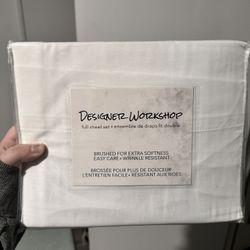 DESIGNER WORKSHOP
full sheet set • ensemble de draps lit double
BRUSHED FOR EXTRA SOFTNESS
EASY CARE • WRINKLE RESISTANT
BROSSÉE POUR PLUS DE DOUCEUR
L'ENTRETIEN FACILE • RÉSISTANT AUX RIDES